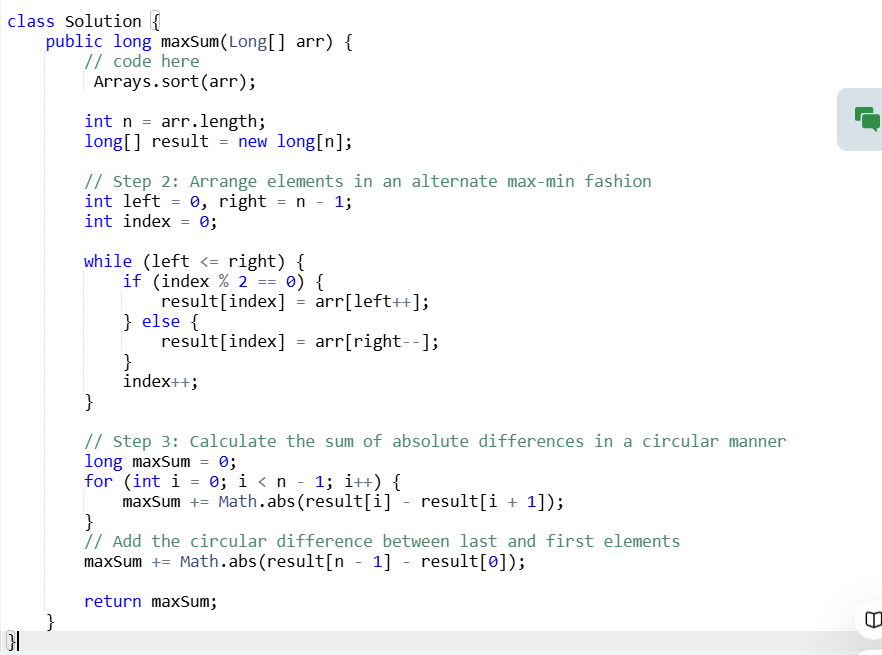 class Solution {
    public long maxSum(Long[] arr) {
        // code here
         Arrays.sort(arr);

        int n = arr.length;
        long[] result = new long[n];

        // Step 2: Arrange elements in an alternate max-min fashion
        int left = 0, right = n - 1;
        int index = 0;

        while (left <= right) {
            if (index % 2 == 0) {
                result[index] = arr[left++];
            } else {
                result[index] = arr[right--];
            }
            index++;
        }

        // Step 3: Calculate the sum of absolute differences in a circular manner
        long maxSum = 0;
        for (int i = 0; i < n - 1; i++) {
            maxSum += Math.abs(result[i] - result[i + 1]);
        }
        // Add the circular difference between last and first elements
        maxSum += Math.abs(result[n - 1] - result[0]);

        return maxSum;
    }
}